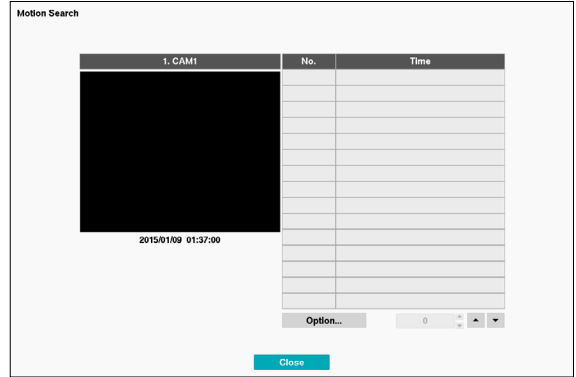 Motion Search
1. CAM1
No. Time
2015/01/09 01:37:00
Option... 0
Close